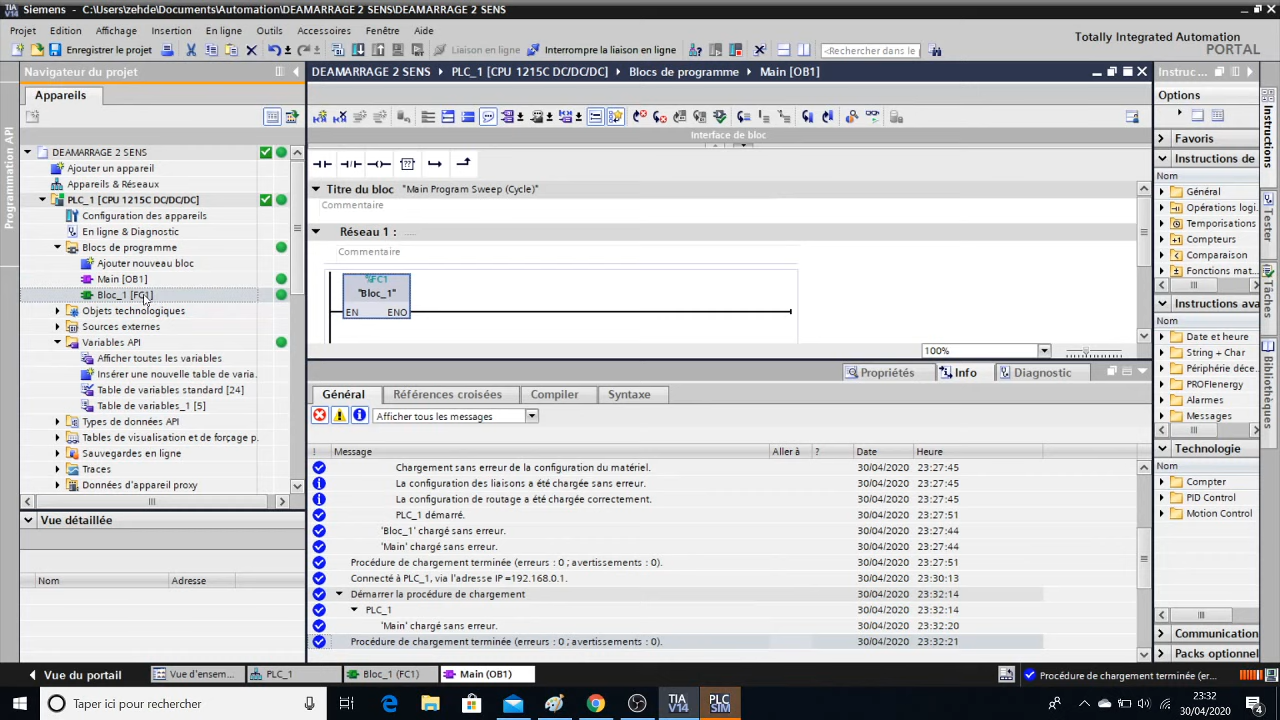 Siemens - C:\Users\zehde\Documents\Automation\DEAMARRAGE 2 SENS\DEAMARRAGE 2 SENS
Projet Edition Affichage Insertion En ligne Outils Accessoires Fenêtre Aide
Enregistrer le projet Liaison en ligne Interrompre la liaison en ligne <Rechercher dans le p
Totally Integrated Automation
PORTAL
Navigateur du projet
Appareils
Programmation API
DEAMARRAGE 2 SENS
Ajouter un appareil
Appareils & Réseaux
PLC_1 [CPU 1215C DC/DC/DC]
Configuration des appareils
En ligne & Diagnostic
Blocs de programme
Ajouter nouveau bloc
Main [OB1]
Bloc_1 [FC1]
Objets technologiques
Sources externes
Variables API
Afficher toutes les variables
Insérer une nouvelle table de varia...
Table de variables standard [24]
Table de variables_1 [5]
Types de données API
Tables de visualisation et de forçage p...
Sauvegardes en ligne
Traces
Données d'appareil proxy
Vue détaillée
Nom Adresse
DEAMARRAGE 2 SENS PLC_1 [CPU 1215C DC/DC/DC] Blocs de programme Main [OB1]
Interface de bloc
??
Titre du bloc "Main Program Sweep (Cycle)"
Commentaire
Réseau 1 : .....
Commentaire
%FC1
"Bloc_1"
EN ENO
100%
Propriétés Info Diagnostic
Général Références croisées Compiler Syntaxe
Afficher tous les messages
! Message Aller à ? Date Heure
Chargement sans erreur de la configuration du matériel. 30/04/2020 23:27:45
La configuration des liaisons a été chargée sans erreur. 30/04/2020 23:27:45
La configuration de routage a été chargée correctement. 30/04/2020 23:27:45
PLC_1 démarré. 30/04/2020 23:27:51
'Bloc_1' chargé sans erreur. 30/04/2020 23:27:44
'Main' chargé sans erreur. 30/04/2020 23:27:44
Procédure de chargement terminée (erreurs : 0 ; avertissements : 0). 30/04/2020 23:27:51
Connecté à PLC_1, via l'adresse IP =192.168.0.1. 30/04/2020 23:30:13
Démarrer la procédure de chargement 30/04/2020 23:32:14
PLC_1 30/04/2020 23:32:14
'Main' chargé sans erreur. 30/04/2020 23:32:20
Procédure de chargement terminée (erreurs : 0 ; avertissements : 0). 30/04/2020 23:32:21
Instruc...
Options
Favoris
Instructions de
Nom
Général
Opérations logi...
Temporisations
Compteurs
Comparaison
Fonctions mat...
Instructions ava
Nom
Date et heure
String + Char
Périphérie déce...
PROFIenergy
Alarmes
Messages
Technologie
Nom
Compter
PID Control
Motion Control
Communication
Packs optionnel
Instructions
Tester
Tâches
Bibliothèques
Vue du portail Vue d'ensem... PLC_1 Bloc_1 (FC1) Main (OB1) Procédure de chargement terminée (er...
Taper ici pour rechercher
TIA V14
PLC SIM
23:32
30/04/2020